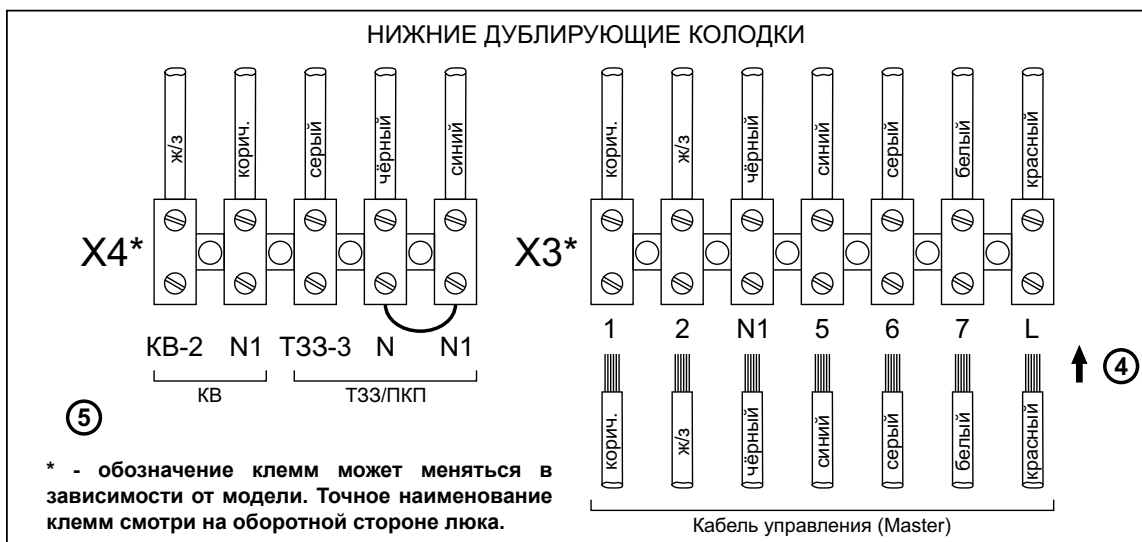 НИЖНИЕ ДУБЛИРУЮЩИЕ КОЛОДКИ
ж/з корич. серый чёрный синий
X4*
КВ-2 N1 ТЗЗ-3 N N1
КВ ТЗЗ/ПКП
корич. ж/з чёрный синий серый белый красный
X3*
1 2 N1 5 6 7 L
4
корич. ж/з чёрный синий серый белый красный
Кабель управления (Master)
5
* - обозначение клемм может меняться в
зависимости от модели. Точное наименование
клемм смотри на оборотной стороне люка.